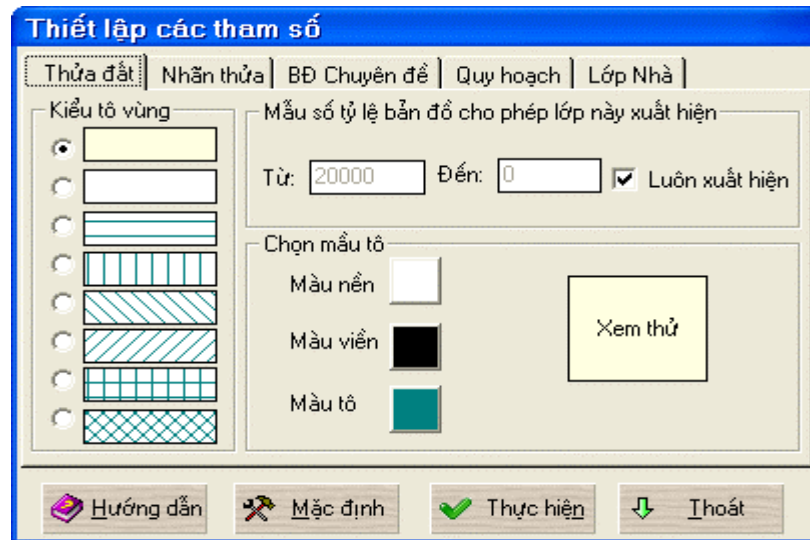 Thiết lập các tham số
Thửa đất Nhãn thửa BĐ Chuyên đề Quy hoạch Lớp Nhà
Kiểu tô vùng
Mẫu số tỷ lệ bản đồ cho phép lớp này xuất hiện
Từ: 20000 Đến: 0 Luôn xuất hiện
Chọn mầu tô
Màu nền
Màu viền
Màu tô
Xem thử
Hướng dẫn Mặc định Thực hiện Thoát